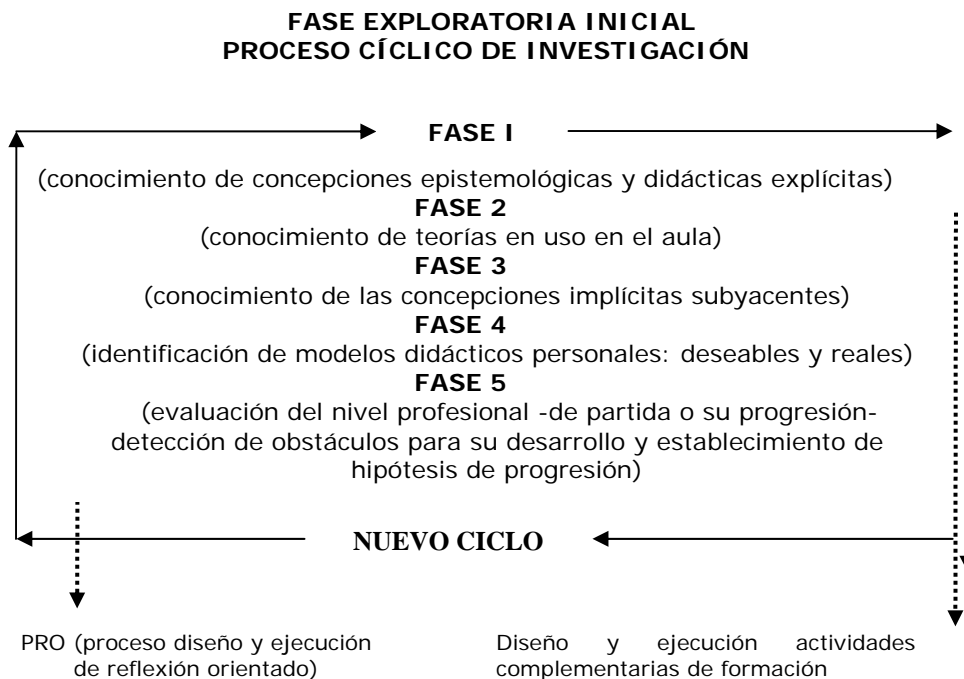 FASE EXPLORATORIA INICIAL
PROCESO CÍCLICO DE INVESTIGACIÓN
FASE I
(conocimiento de concepciones epistemológicas y didácticas explícitas)
FASE 2
(conocimiento de teorías en uso en el aula)
FASE 3
(conocimiento de las concepciones implícitas subyacentes)
FASE 4
(identificación de modelos didácticos personales: deseables y reales)
FASE 5
(evaluación del nivel profesional -de partida o su progresión-
detección de obstáculos para su desarrollo y establecimiento de
hipótesis de progresión)
NUEVO CICLO
PRO (proceso diseño y ejecución
de reflexión orientado)
Diseño y ejecución actividades
complementarias de formación